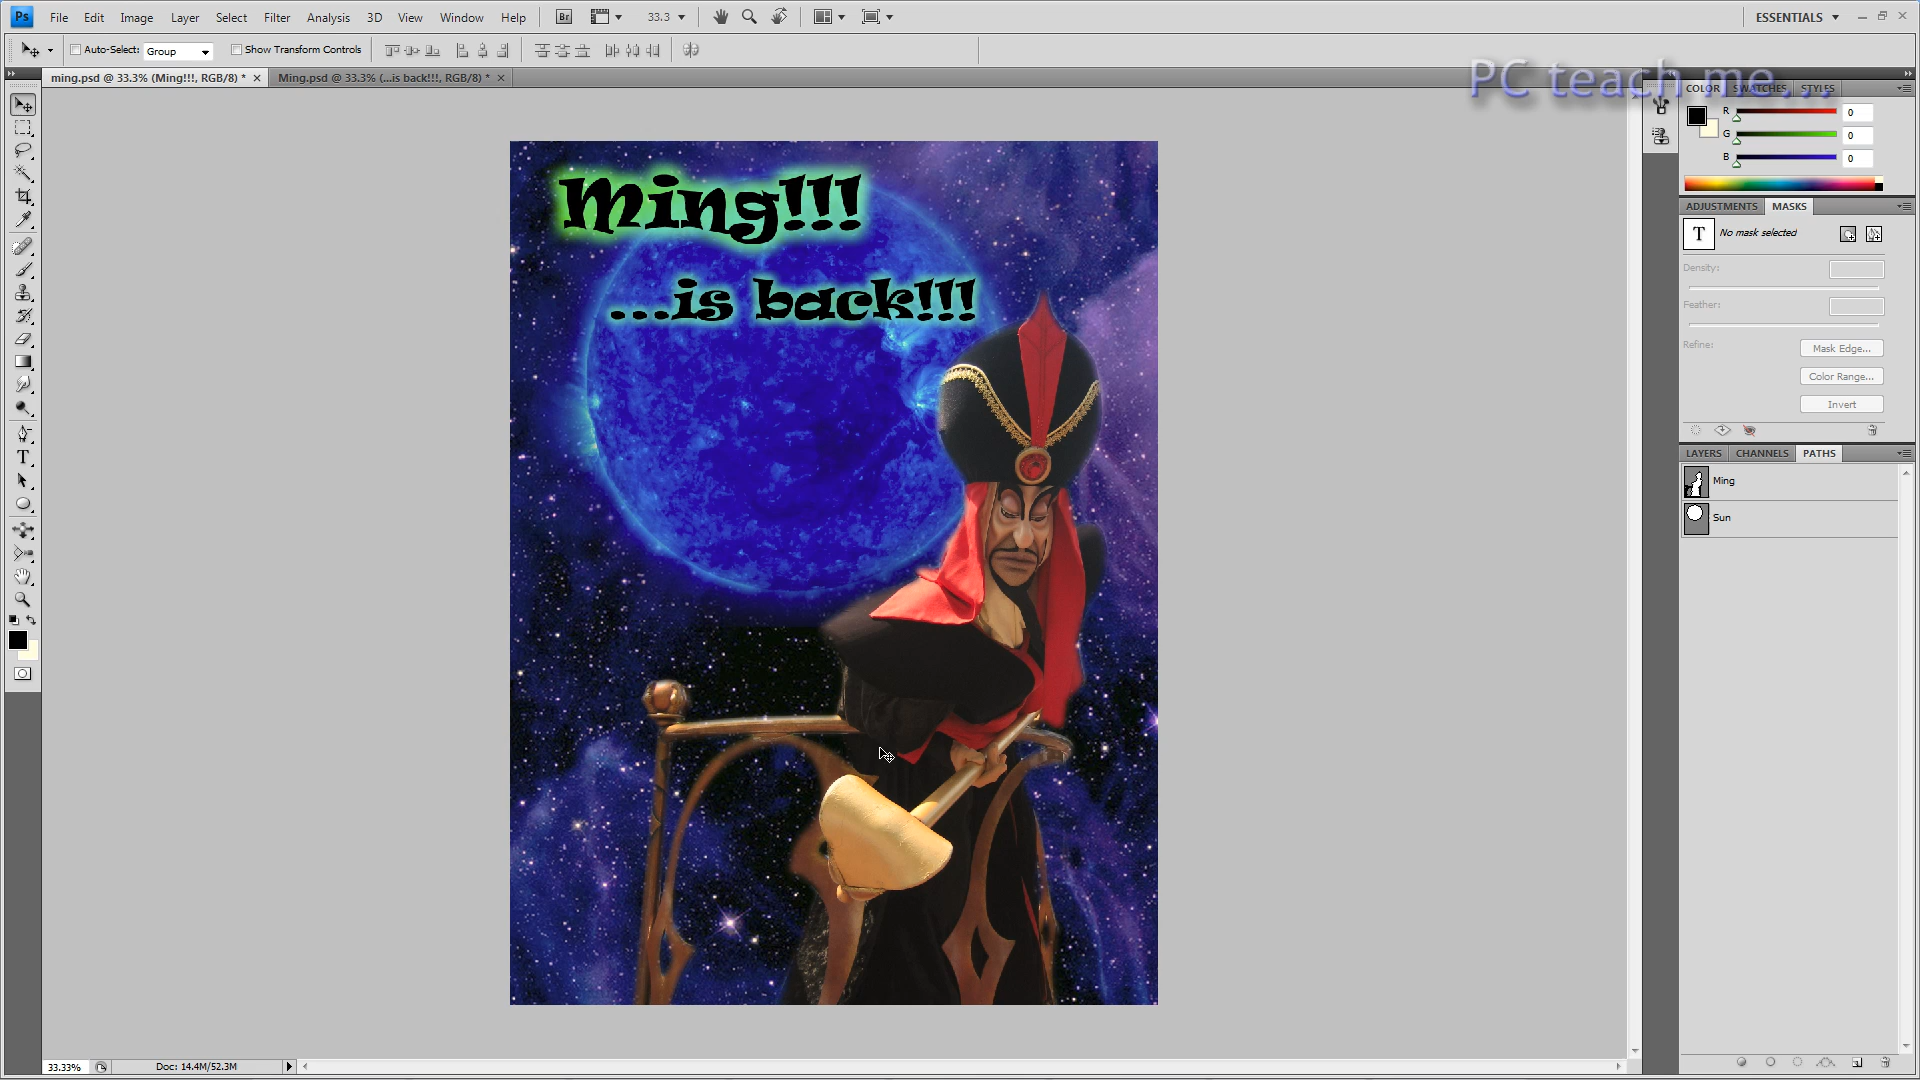 Ps File Edit Image Layer Select Filter Analysis 3D View Window Help Br 33.3 ESSENTIALS
Auto-Select: Group Show Transform Controls
ming.psd @ 33.3% (Ming!!!, RGB/8) * Ming.psd @ 33.3% (...is back!!!, RGB/8) *
PC teach me...
COLOR SWATCHES STYLES
R 0
G 0
B 0
ADJUSTMENTS MASKS
T No mask selected
Density:
Feather:
Refine: Mask Edge...
Color Range...
Invert
LAYERS CHANNELS PATHS
Ming
Sun
Ming!!!
...is back!!!
T
33.33% Doc: 14.4M/52.3M